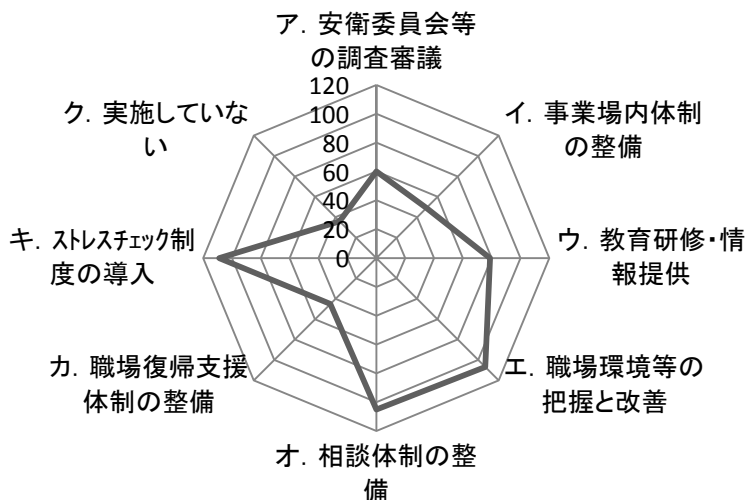 ア. 安衛委員会等
の調査審議
イ. 事業場内体制
の整備
ウ. 教育研修・情
報提供
エ. 職場環境等の
把握と改善
オ. 相談体制の整
備
カ. 職場復帰支援
体制の整備
キ. ストレスチェック制
度の導入
ク. 実施していな
い
120
100
80
60
40
20
0